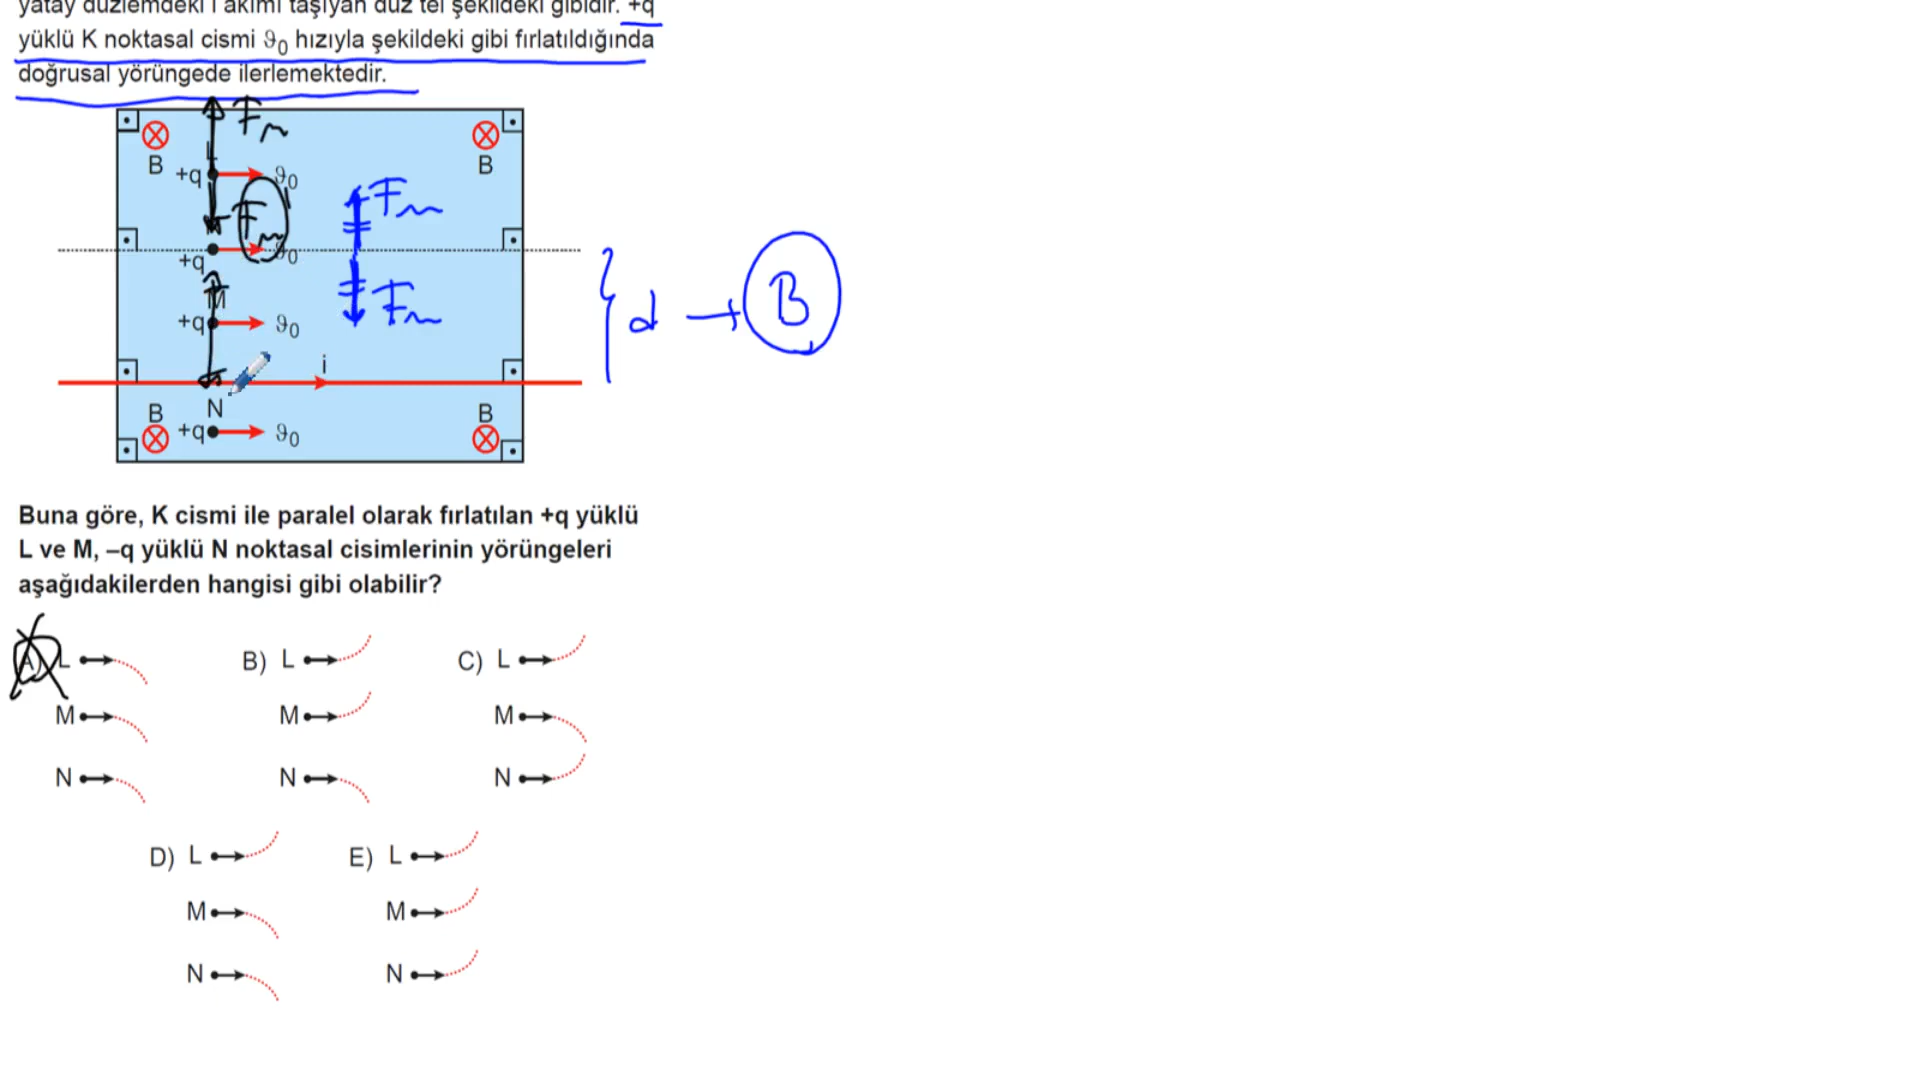 yatay düzlemdeki i akımı taşıyan düz tel şekildeki gibidir. +q
yüklü K noktasal cismi ϑ0 hızıyla şekildeki gibi fırlatıldığında
doğrusal yörüngede ilerlemektedir.
Fm
B
B
L
+q
ϑ0
Fm
Fm
+q
ϑ0
Fm
d → B
M
+q
ϑ0
i
B
N
B
+q
ϑ0
Buna göre, K cismi ile paralel olarak fırlatılan +q yüklü
L ve M, –q yüklü N noktasal cisimlerinin yörüngeleri
aşağıdakilerden hangisi gibi olabilir?
A) L
B) L
C) L
M
M
M
N
N
N
D) L
E) L
M
M
N
N